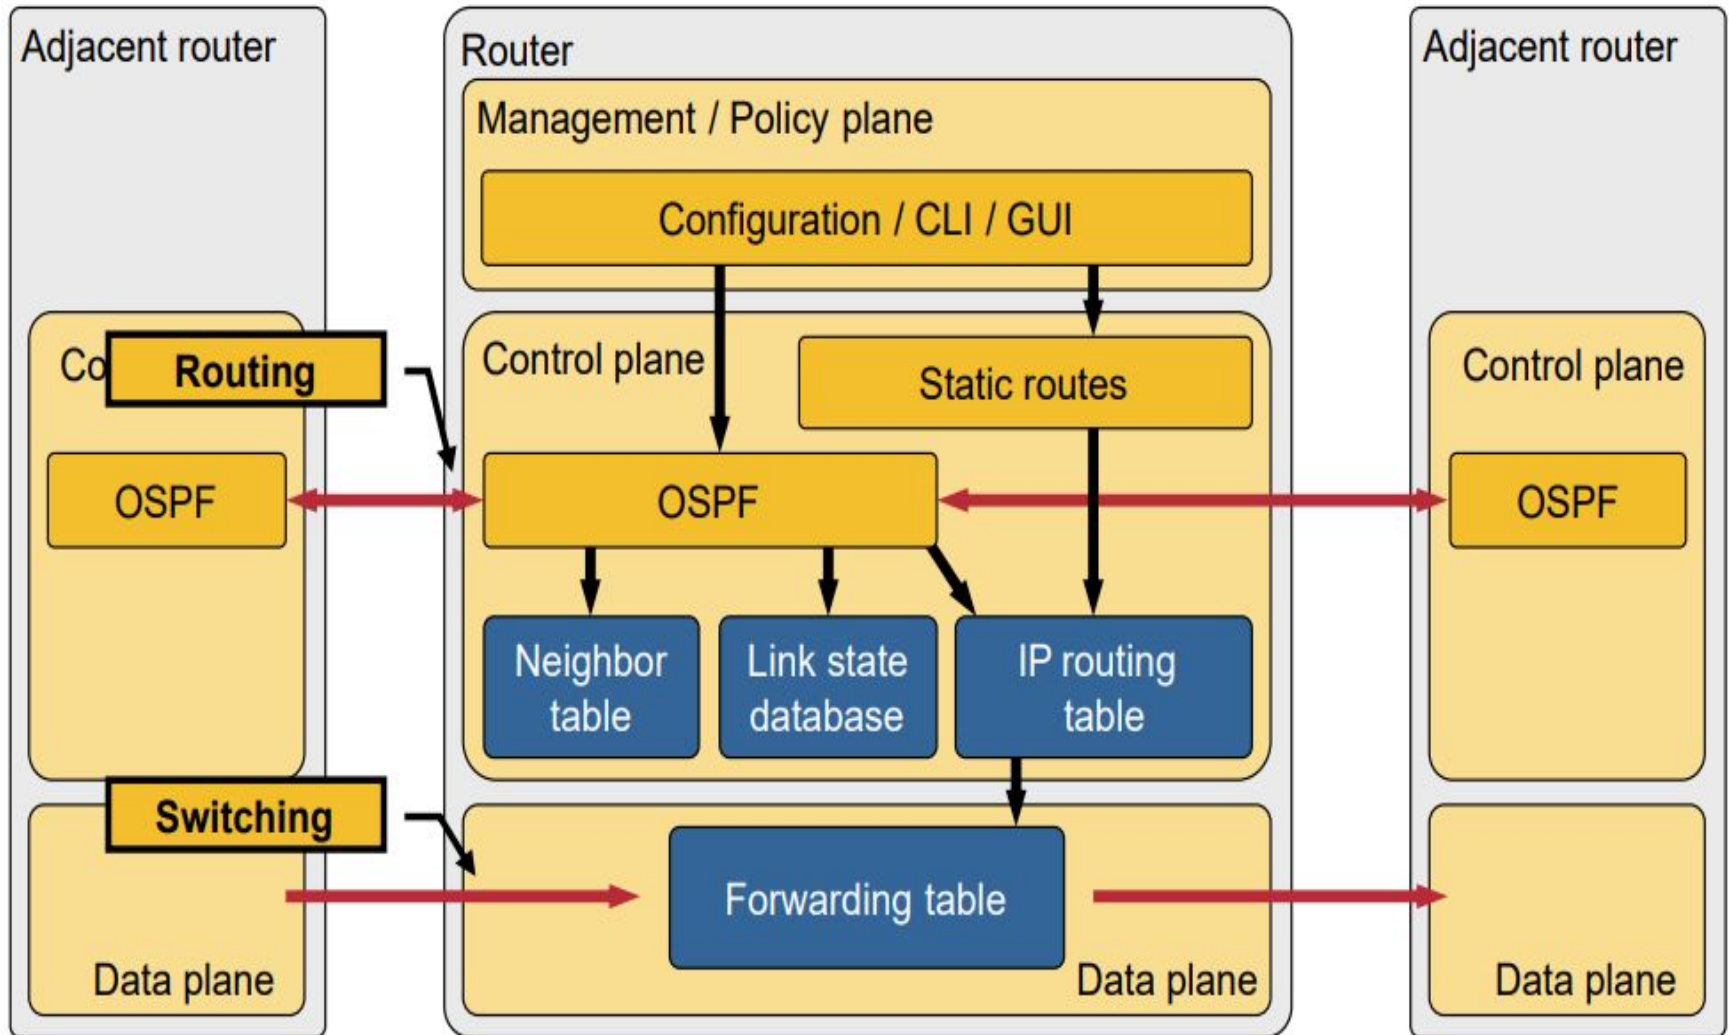 Adjacent router
Router
Adjacent router
Management / Policy plane
Configuration / CLI / GUI
Co
Routing
Control plane
Static routes
Control plane
OSPF
OSPF
OSPF
Neighbor
table
Link state
database
IP routing
table
Switching
Forwarding table
Data plane
Data plane
Data plane